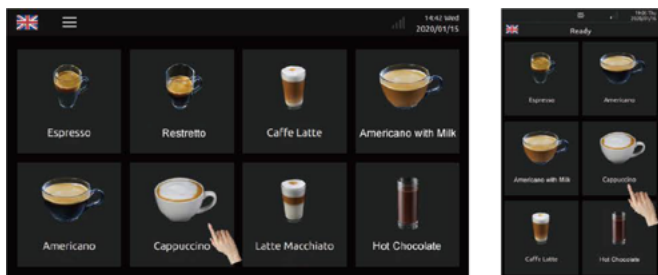 14:42 Wed
2020/01/15
Espresso
Restretto
Caffe Latte
Americano with Milk
Americano
Cappuccino
Latte Macchiato
Hot Chocolate
Ready
Espresso
Americano
Americano with Milk
Cappuccino
Caffe Latte
Hot Chocolate